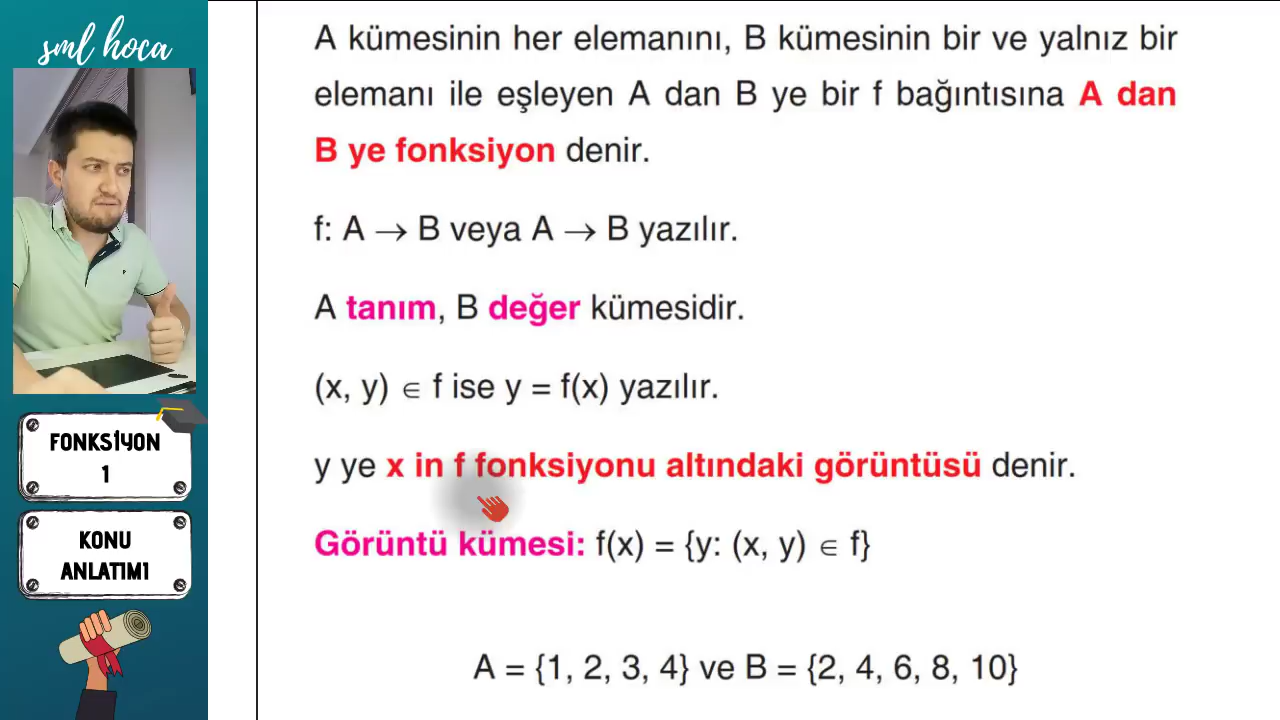 sml hoca
FONKSİYON
1
KONU
ANLATIMI
A kümesinin her elemanını, B kümesinin bir ve yalnız bir
elemanı ile eşleyen A dan B ye bir f bağıntısına A dan
B ye fonksiyon denir.
f: A → B veya A → B yazılır.
A tanım, B değer kümesidir.
(x, y) ∈ f ise y = f(x) yazılır.
y ye x in f fonksiyonu altındaki görüntüsü denir.
Görüntü kümesi: f(x) = {y: (x, y) ∈ f}
A = {1, 2, 3, 4} ve B = {2, 4, 6, 8, 10}